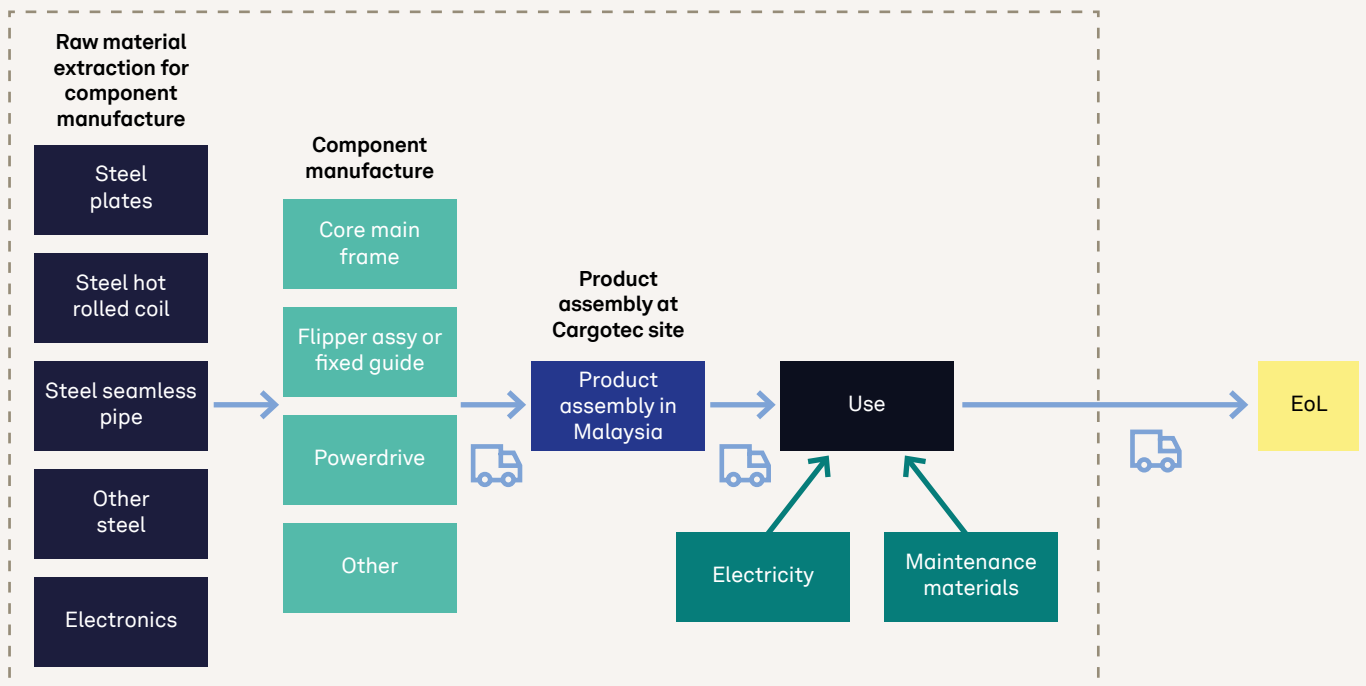 Raw material
extraction for
component
manufacture
Steel
plates
Steel hot
rolled coil
Steel seamless
pipe
Other
steel
Electronics
Component
manufacture
Core main
frame
Flipper assy or
fixed guide
Powerdrive
Other
Product
assembly at
Cargotec site
Product
assembly in
Malaysia
Use
Electricity
Maintenance
materials
EoL